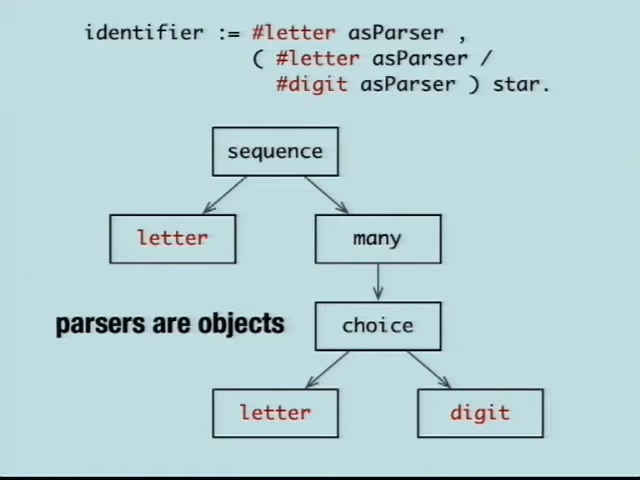 identifier := #letter asParser ,
( #letter asParser /
#digit asParser ) star.
sequence
letter
many
parsers are objects
choice
letter
digit